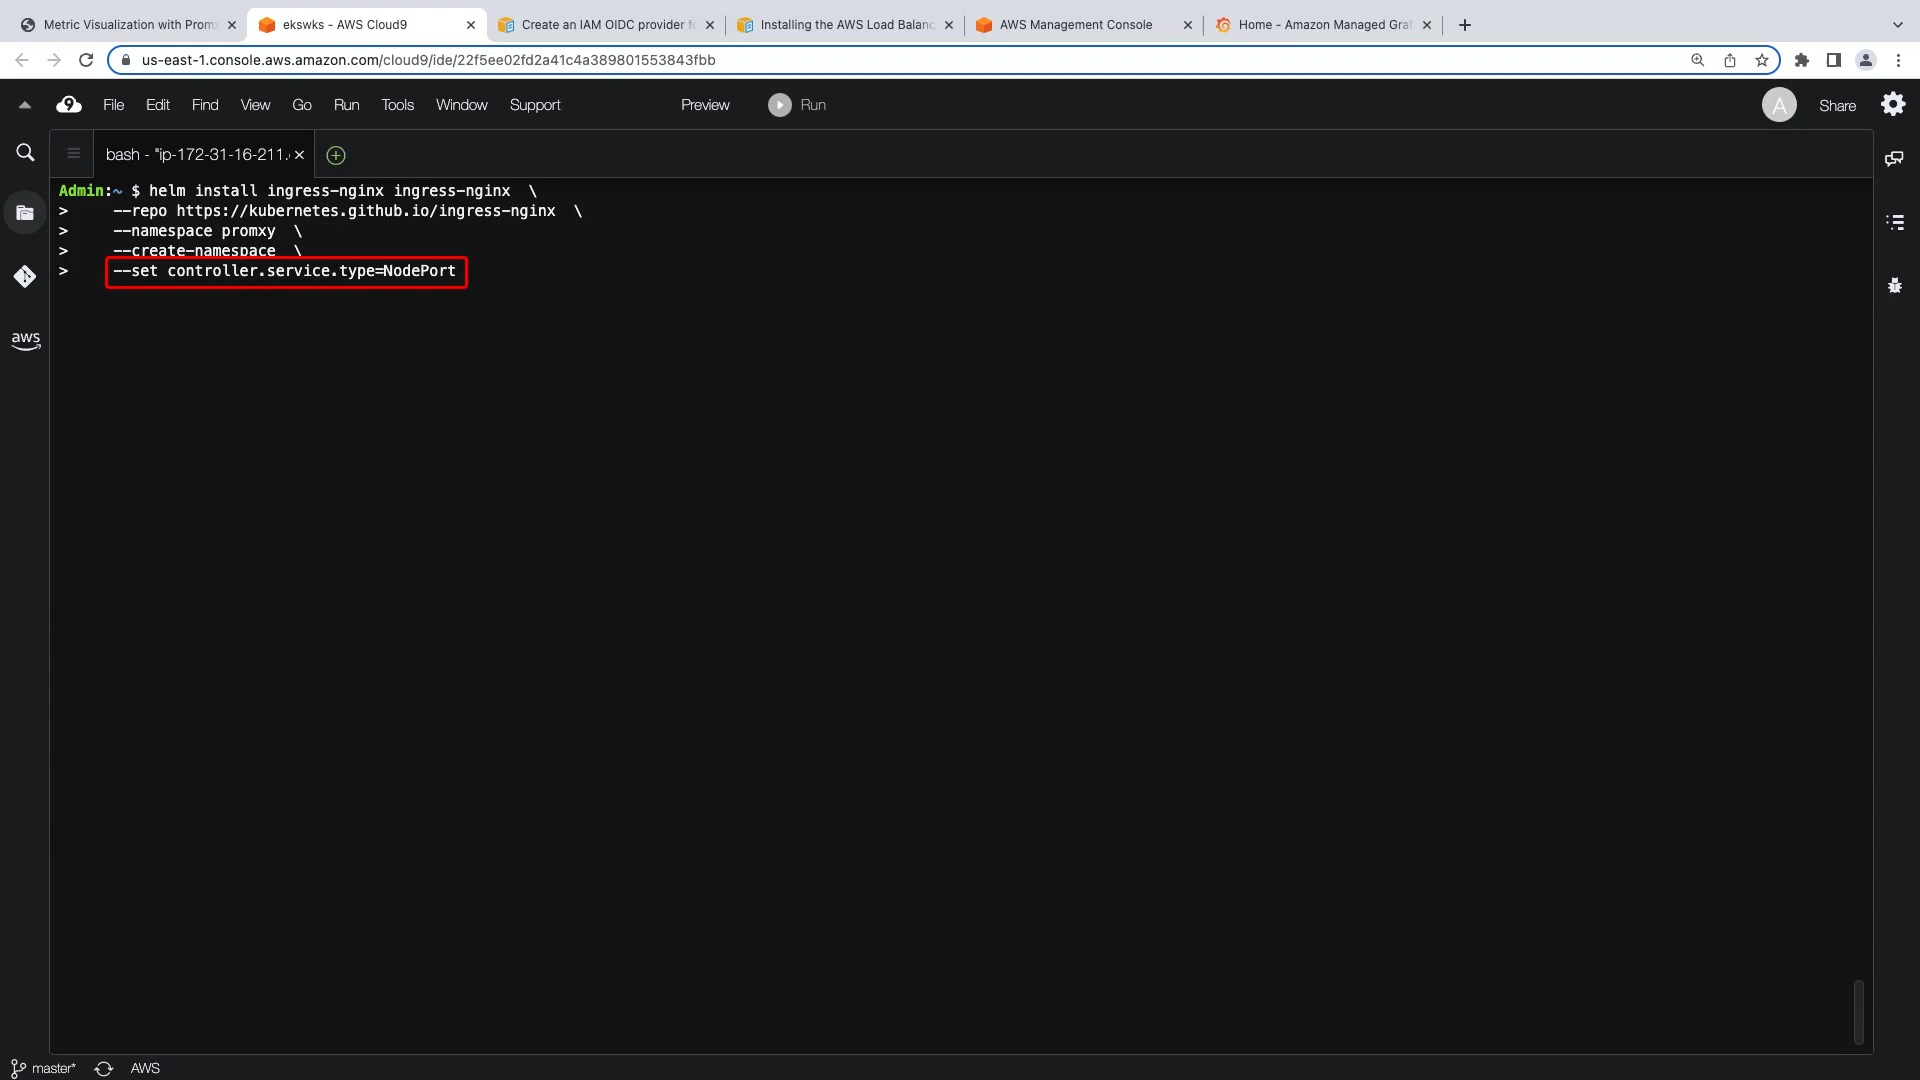 Metric Visualization with Prom
ekswks - AWS Cloud9
Create an IAM OIDC provider fo
Installing the AWS Load Balanc
AWS Management Console
Home - Amazon Managed Graf
us-east-1.console.aws.amazon.com/cloud9/ide/22f5ee02fd2a41c4a389801553843fbb
9 File Edit Find View Go Run Tools Window Support Preview Run A Share
bash - "ip-172-31-16-211.
Admin:~ $ helm install ingress-nginx ingress-nginx \
> --repo https://kubernetes.github.io/ingress-nginx \
> --namespace promxy \
> --create-namespace \
> --set controller.service.type=NodePort
aws
master* AWS